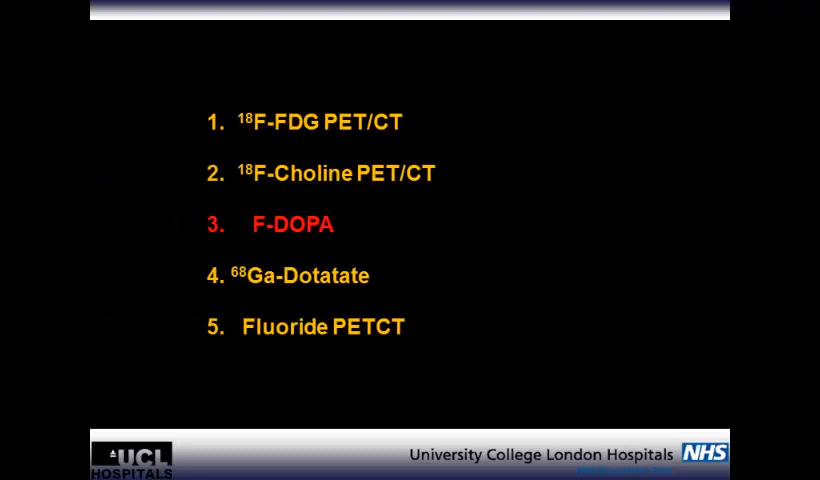 1. ¹⁸F-FDG PET/CT
2. ¹⁸F-Choline PET/CT
3. F-DOPA
4. ⁶⁸Ga-Dotatate
5. Fluoride PETCT
UCL
HOSPITALS
University College London Hospitals NHS